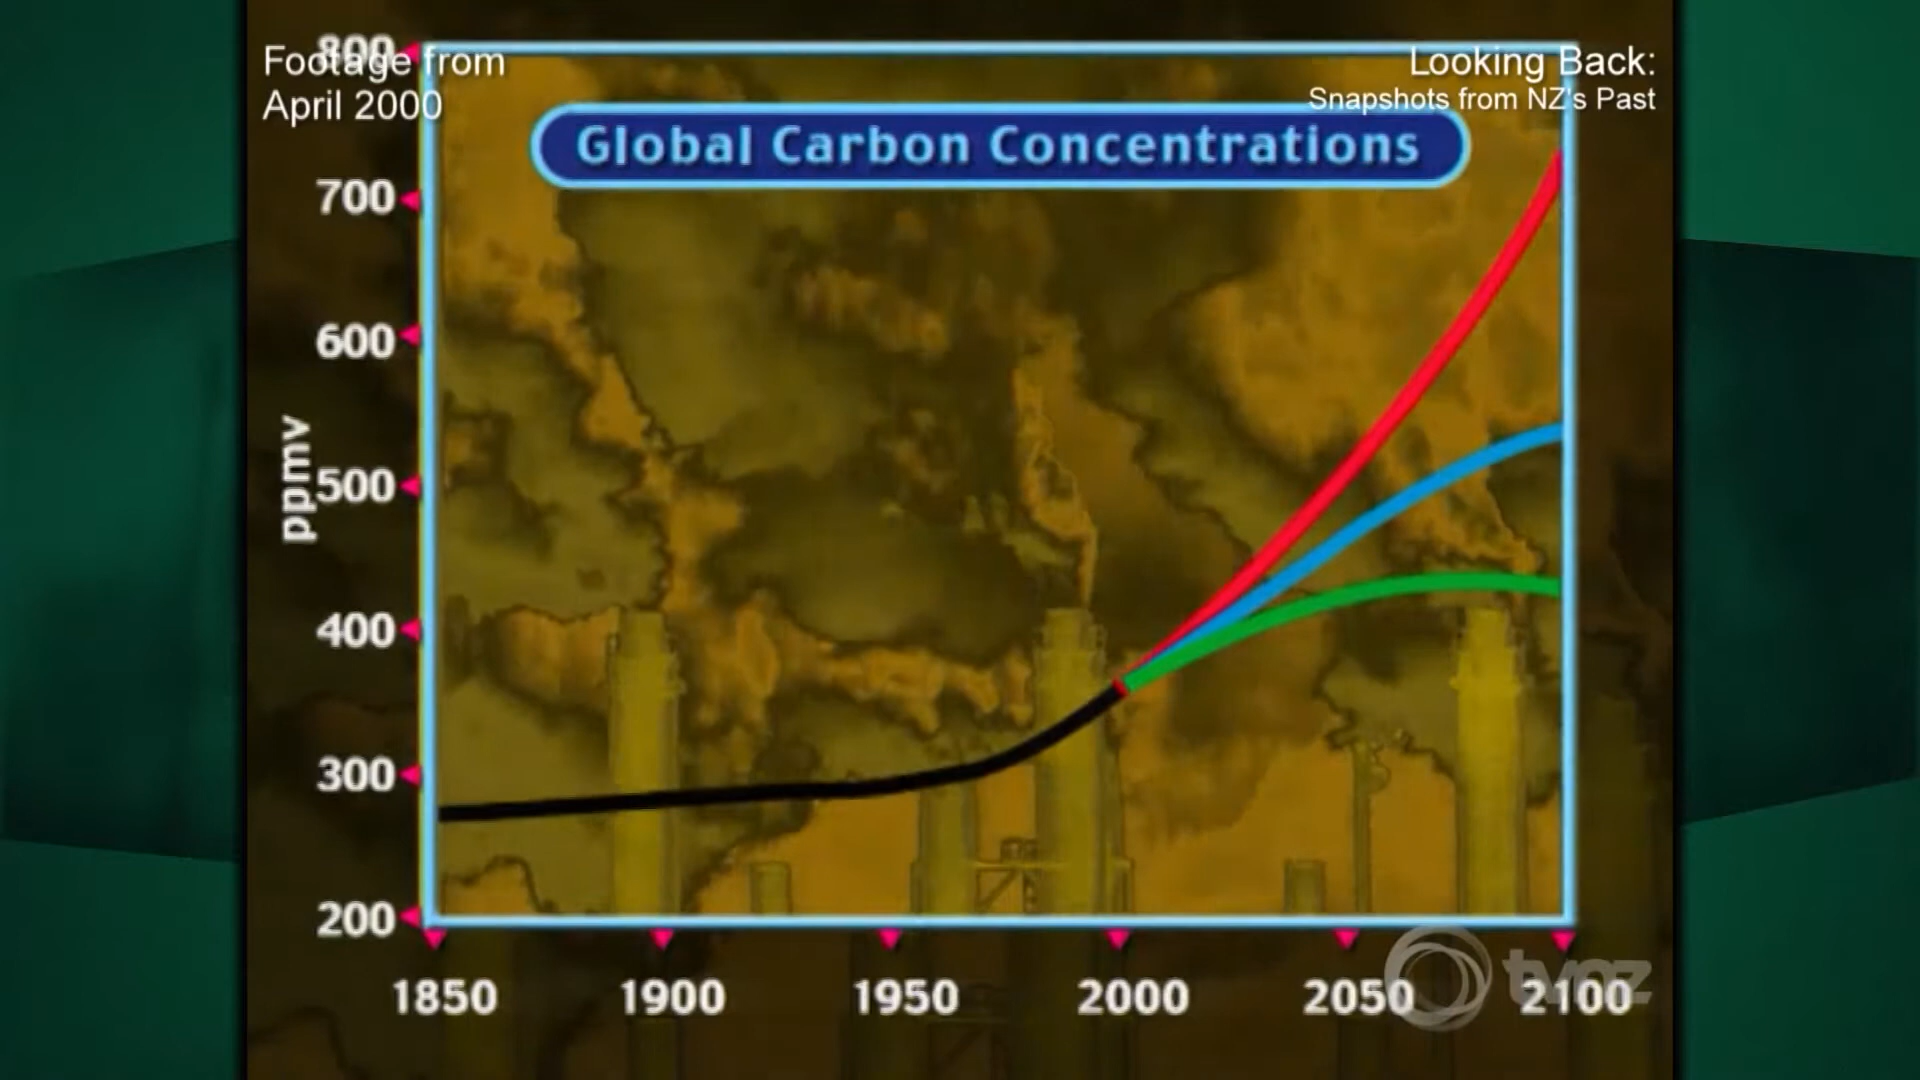 Footage from
April 2000
Looking Back:
Snapshots from NZ's Past
Global Carbon Concentrations
800
700
600
500
400
300
200
ppmv
1850 1900 1950 2000 2050 2100
tvnz